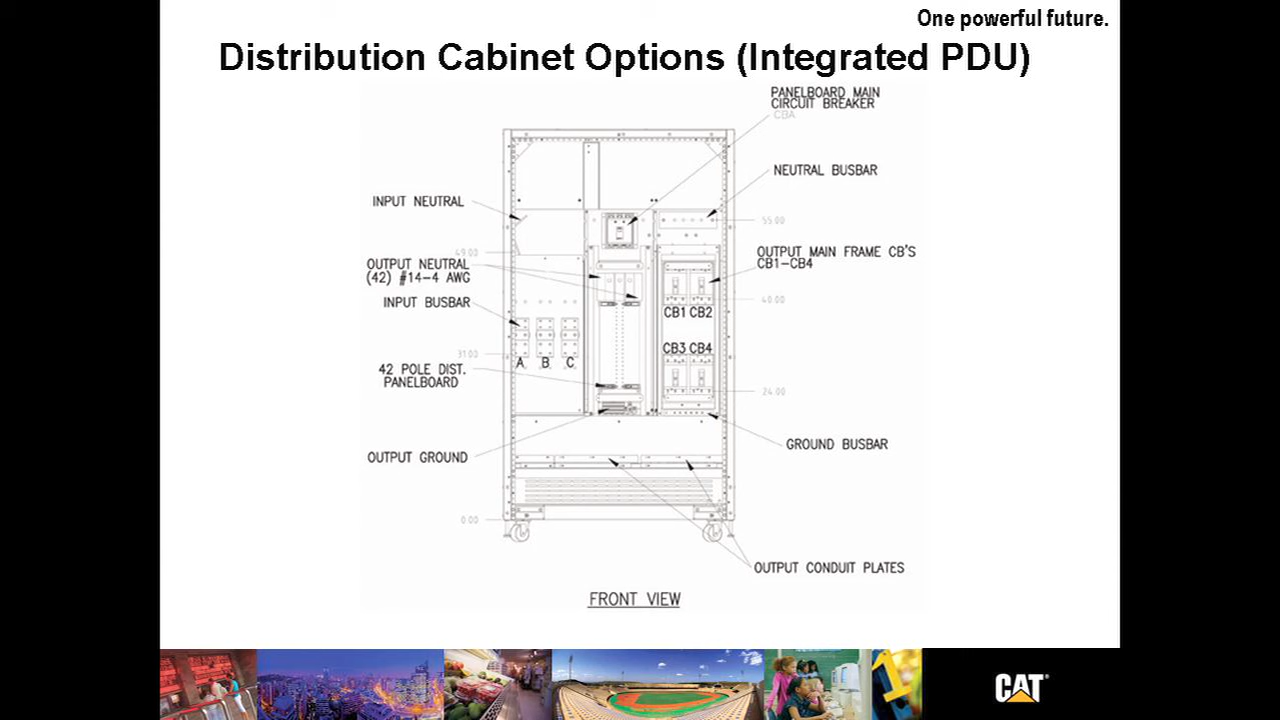 One powerful future.
Distribution Cabinet Options (Integrated PDU)
PANELBOARD MAIN
CIRCUIT BREAKER
CBA
NEUTRAL BUSBAR
INPUT NEUTRAL
55.00
49.00
OUTPUT MAIN FRAME CB'S
CB1-CB4
OUTPUT NEUTRAL
(42) #14-4 AWG
INPUT BUSBAR
40.00
CB1 CB2
CB3 CB4
31.00
A B C
42 POLE DIST.
PANELBOARD
24.00
GROUND BUSBAR
OUTPUT GROUND
0.00
OUTPUT CONDUIT PLATES
FRONT VIEW
1
CAT